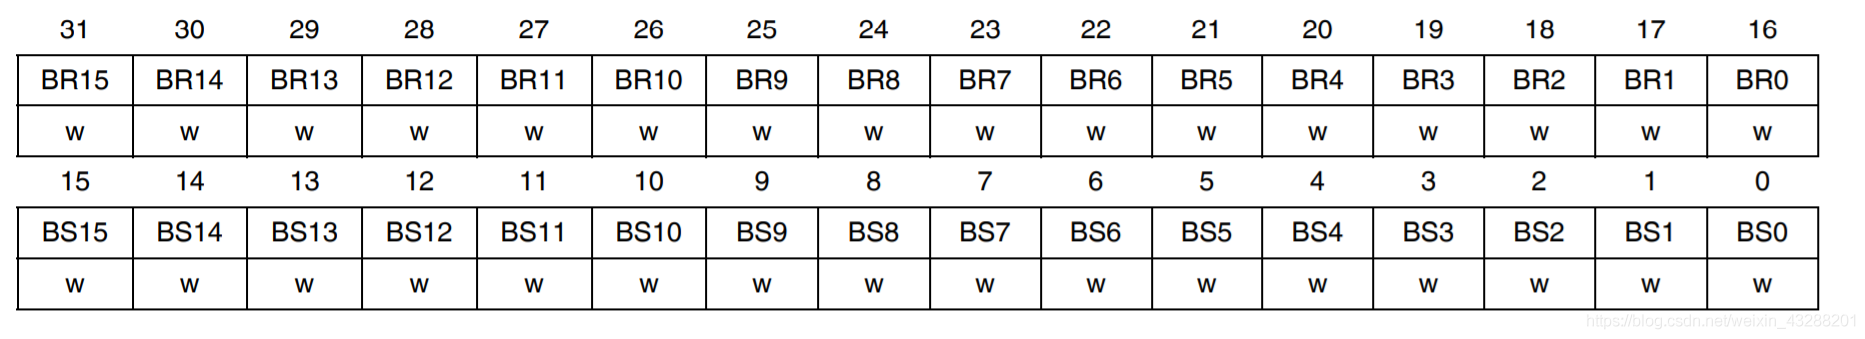 31 30 29 28 27 26 25 24 23 22 21 20 19 18 17 16
BR15 BR14 BR13 BR12 BR11 BR10 BR9 BR8 BR7 BR6 BR5 BR4 BR3 BR2 BR1 BR0
w w w w w w w w w w w w w w w w
15 14 13 12 11 10 9 8 7 6 5 4 3 2 1 0
BS15 BS14 BS13 BS12 BS11 BS10 BS9 BS8 BS7 BS6 BS5 BS4 BS3 BS2 BS1 BS0
w w w w w w w w w w w w w w w w
https://blog.csdn.net/weixin_43288201